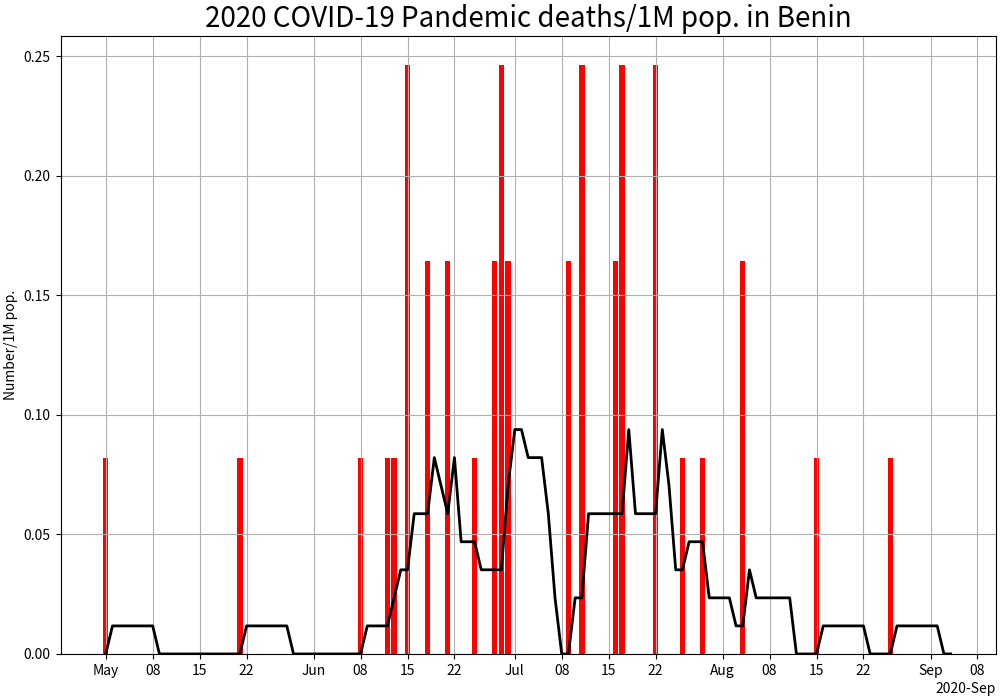 2020 COVID-19 Pandemic deaths/1M pop. in Benin
Number/1M pop.
0.25
0.20
0.15
0.10
0.05
0.00
May 08 15 22 Jun 08 15 22 Jul 08 15 22 Aug 08 15 22 Sep 08
2020-Sep